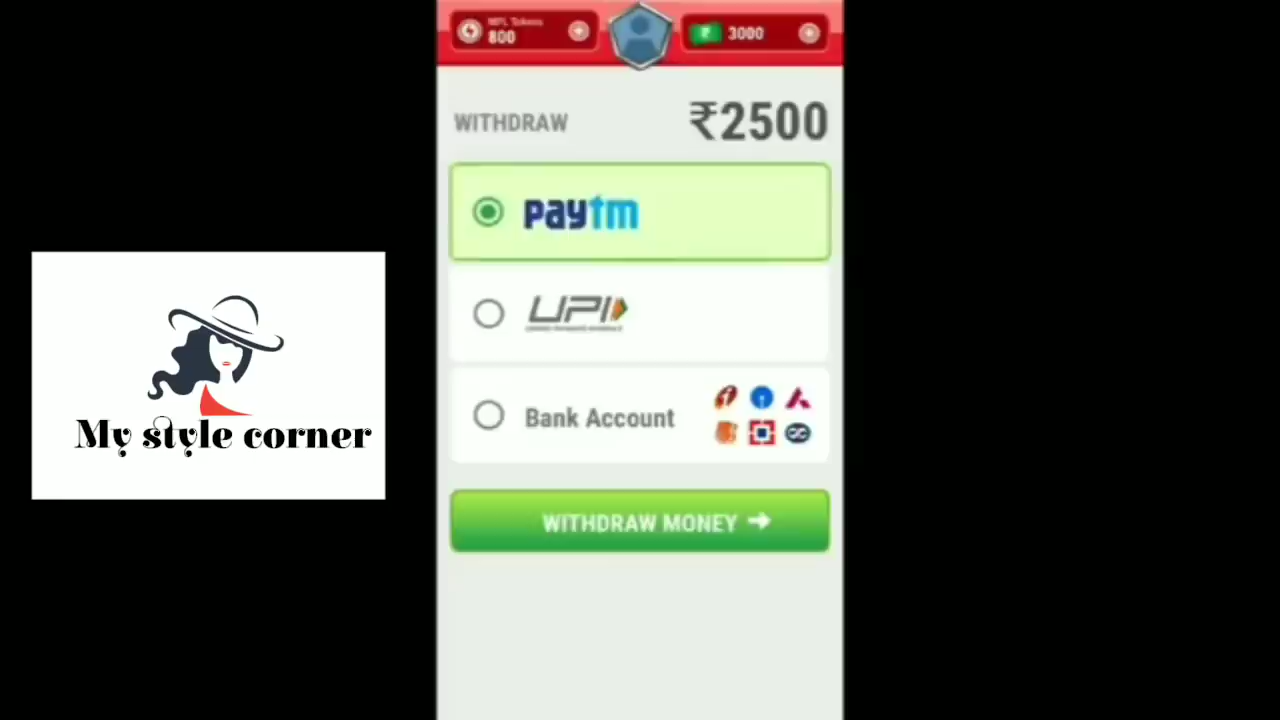 MPL Tokens
800
3000
WITHDRAW
₹2500
paytm
UPI
Bank Account
WITHDRAW MONEY
My style corner